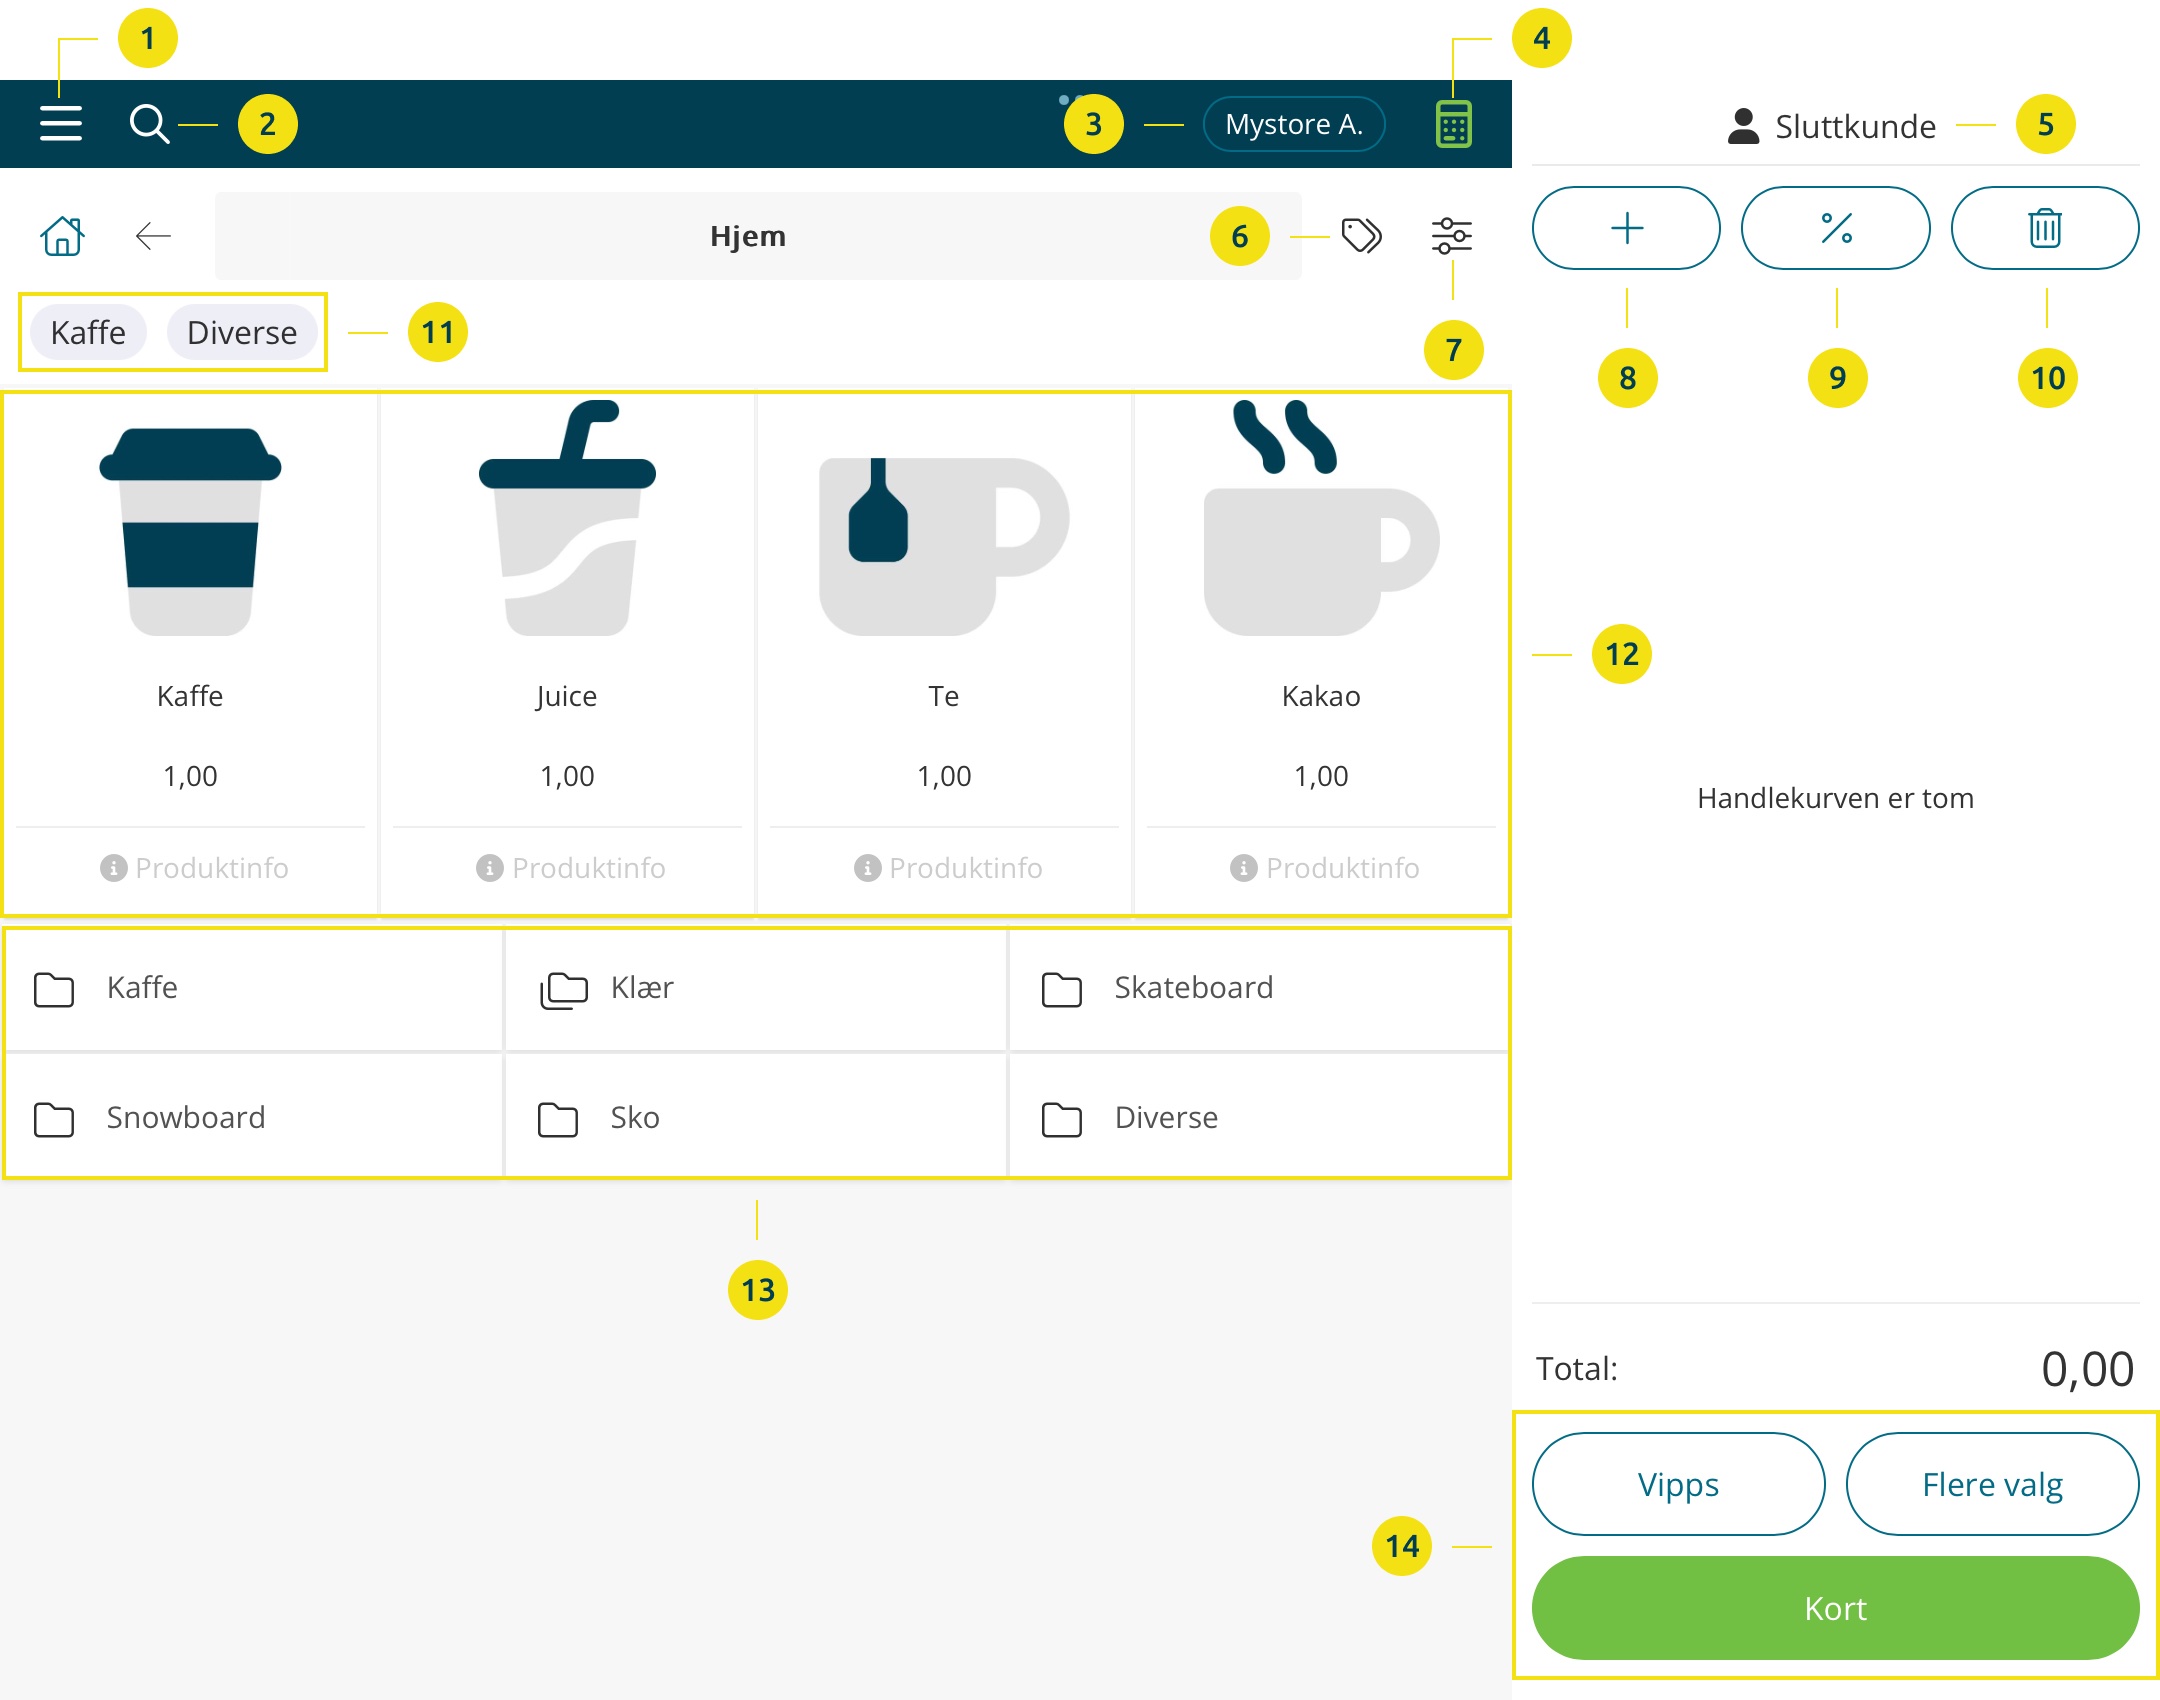 1
4
2
3
Mystore A.
Sluttkunde
5
Hjem
6
Kaffe
Diverse
11
7
8
9
10
Kaffe
Juice
Te
Kakao
1,00
1,00
1,00
1,00
Produktinfo
Produktinfo
Produktinfo
Produktinfo
12
Handlekurven er tom
Kaffe
Klær
Skateboard
Snowboard
Sko
Diverse
13
Total:
0,00
Vipps
Flere valg
14
Kort